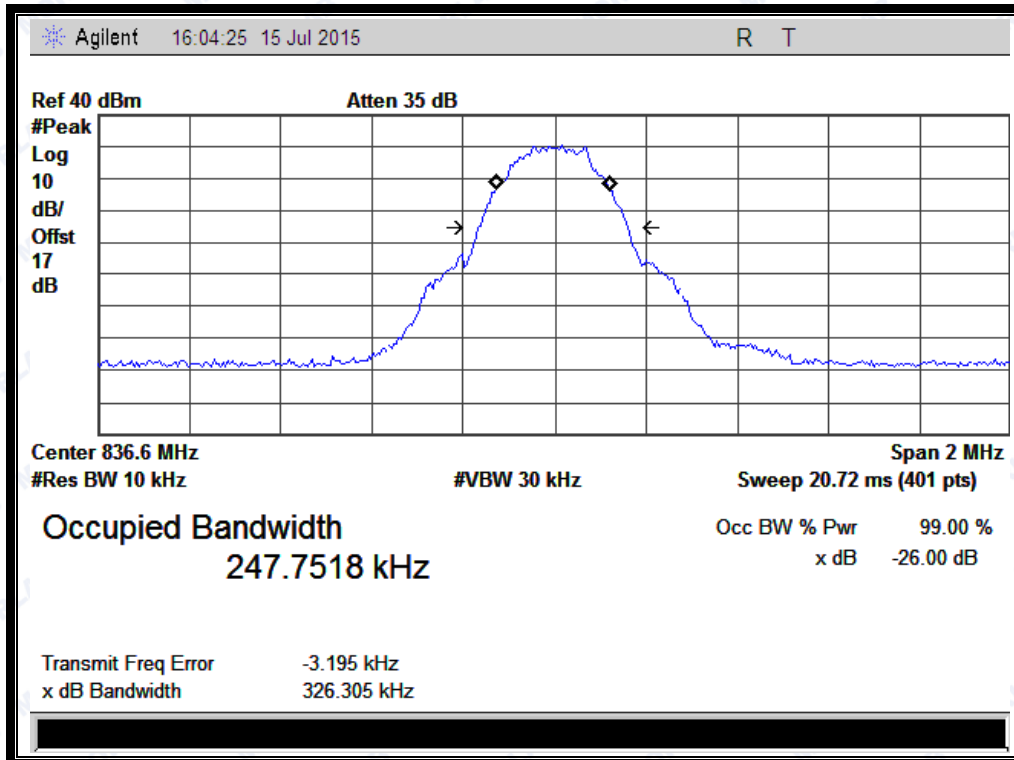 Agilent 16:04:25 15 Jul 2015 R T
Ref 40 dBm Atten 35 dB
#Peak
Log
10
dB/
Offst
17
dB
Center 836.6 MHz Span 2 MHz
#Res BW 10 kHz #VBW 30 kHz Sweep 20.72 ms (401 pts)
Occupied Bandwidth Occ BW % Pwr 99.00 %
247.7518 kHz x dB -26.00 dB
Transmit Freq Error -3.195 kHz
x dB Bandwidth 326.305 kHz